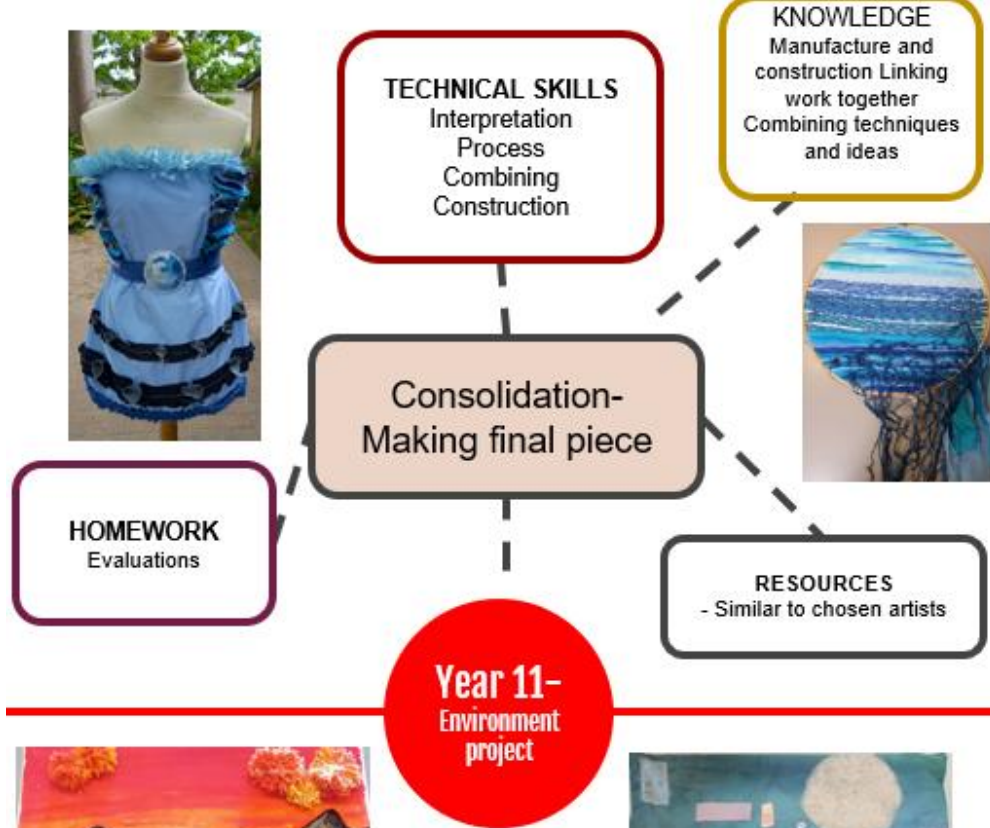 KNOWLEDGE
Manufacture and
construction Linking
work together
Combining techniques
and ideas
TECHNICAL SKILLS
Interpretation
Process
Combining
Construction
Consolidation-
Making final piece
HOMEWORK
Evaluations
RESOURCES
- Similar to chosen artists
Year 11-
Environment
project